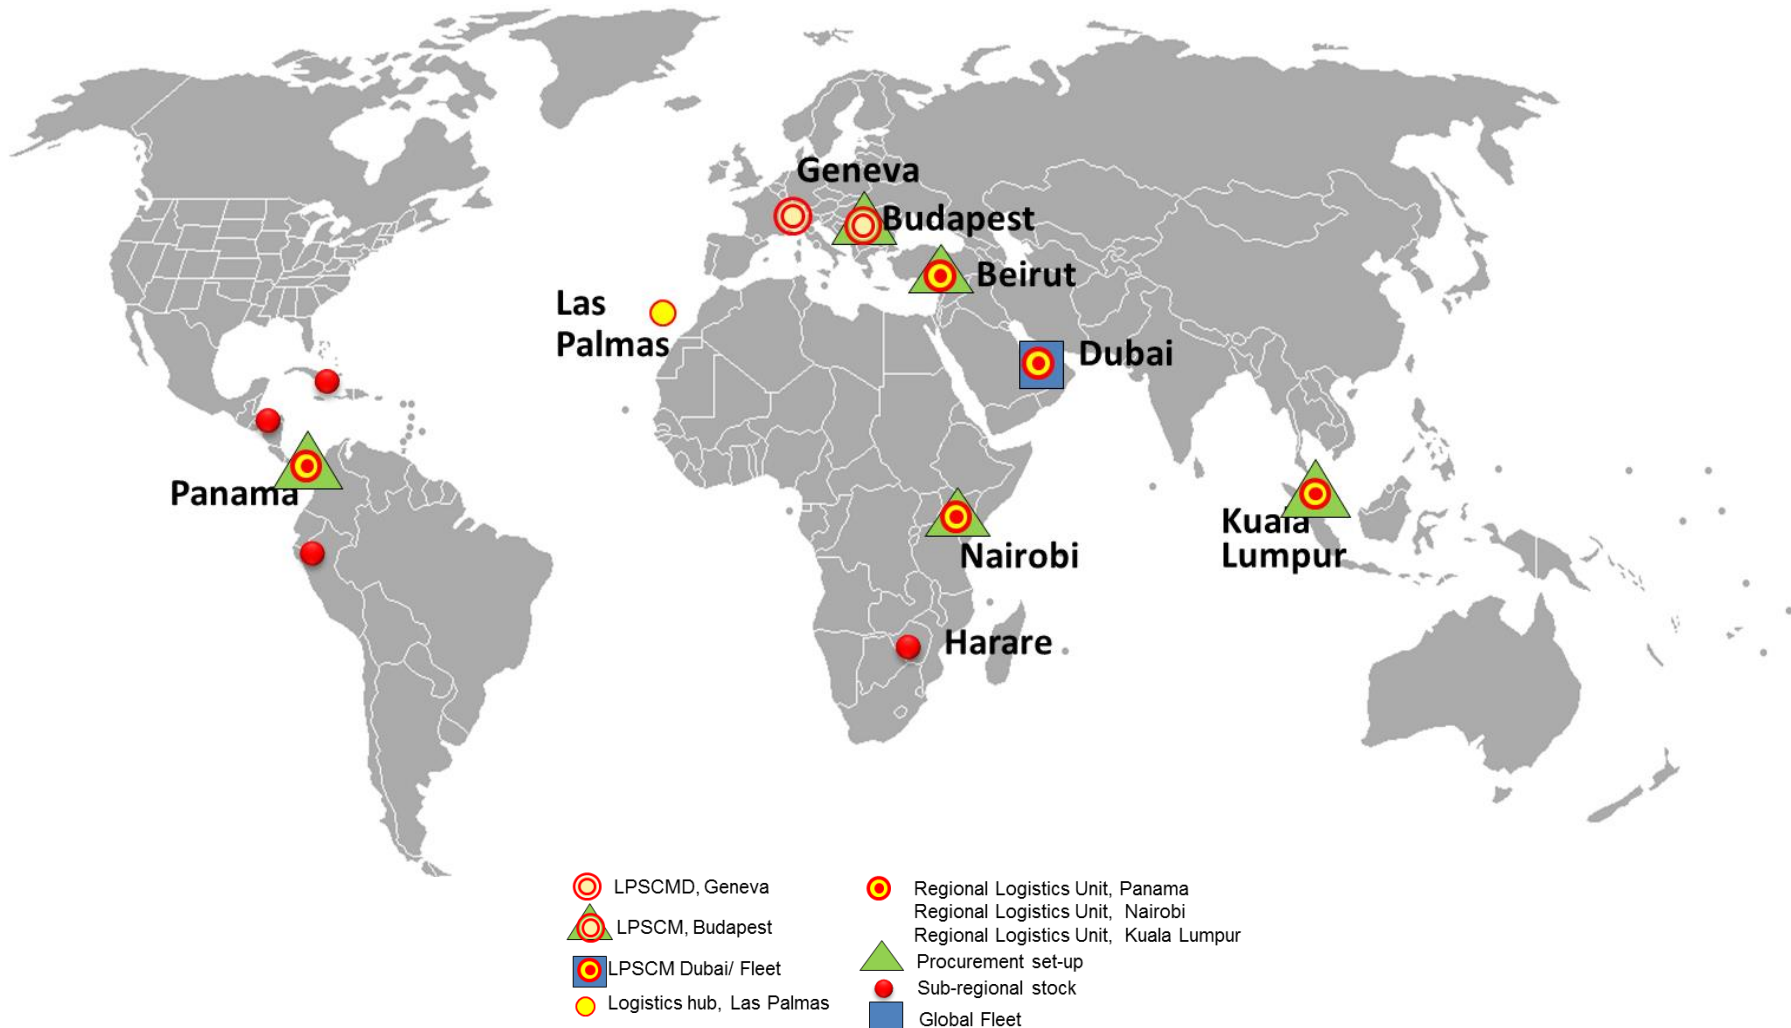 Geneva
Budapest
Beirut
Las
Palmas
Dubai
Panama
Kuala
Lumpur
Nairobi
Harare
LPSCMD, Geneva
LPSCM, Budapest
LPSCM Dubai/ Fleet
Logistics hub, Las Palmas
Regional Logistics Unit, Panama
Regional Logistics Unit, Nairobi
Regional Logistics Unit, Kuala Lumpur
Procurement set-up
Sub-regional stock
Global Fleet